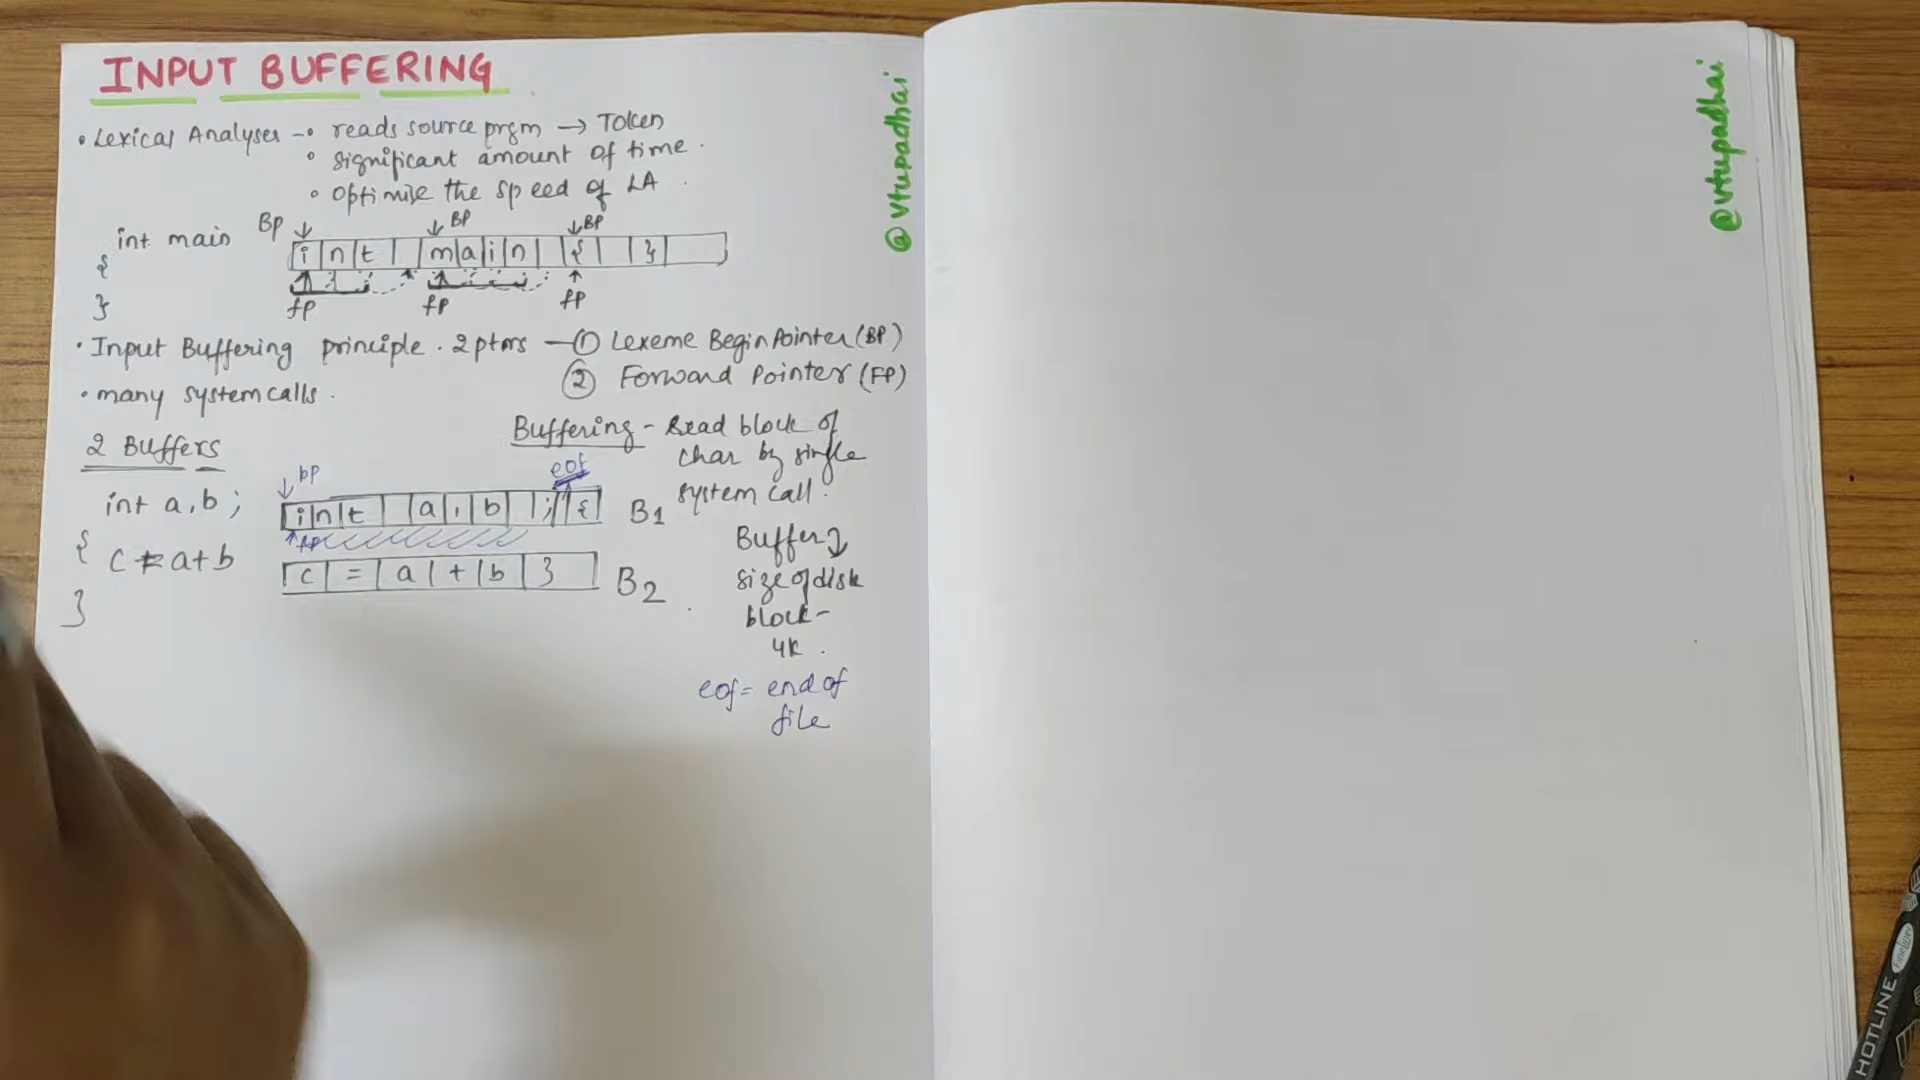 INPUT BUFFERING
• Lexical Analyser -• reads source prgm → Token
• significant amount of time.
• optimise the speed of LA.
int main
{
}
BP ↓ ↓BP ↓BP
i|n|t| |m|a|i|n| |{| |}|
fp fp fp
• Input Buffering principle. 2 ptrs - ① Lexeme Begin Pointer (BP)
② Forward Pointer (FP)
• many system calls.
Buffering - Read block of
char by single
system call.
2 Buffers
int a,b;
{ c = a+b
}
↓bp eof
i|n|t| |a|,|b| |;| |{ B1
fp
c|=|a|+|b|} B2
Buffer
size of disk
block -
4K.
eof = end of
file
@vtupadhai
@vtupadhai
HOTLINE